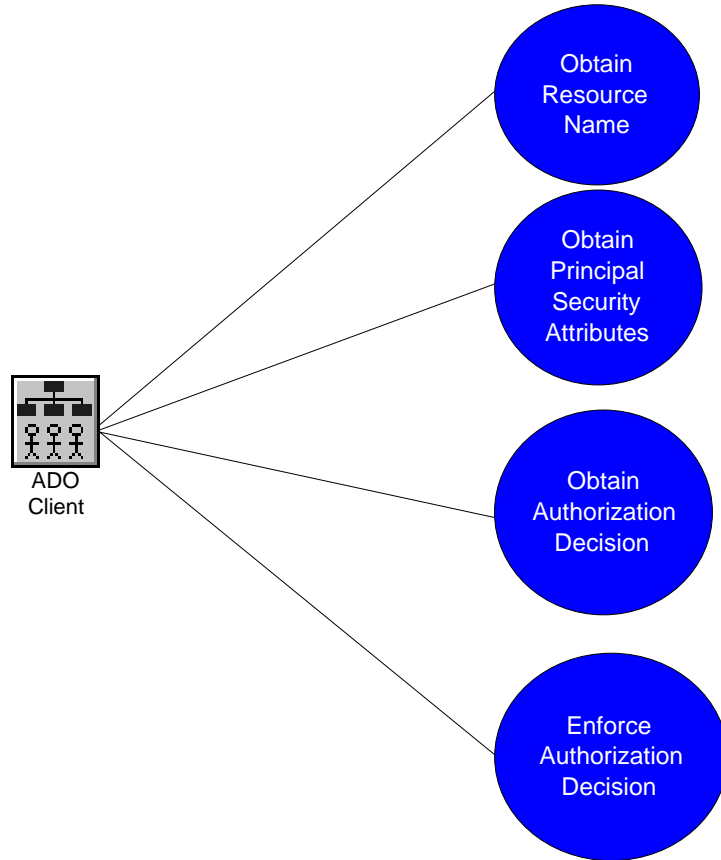 Obtain
Resource
Name
Obtain
Principal
Security
Attributes
ADO
Client
Obtain
Authorization
Decision
Enforce
Authorization
Decision